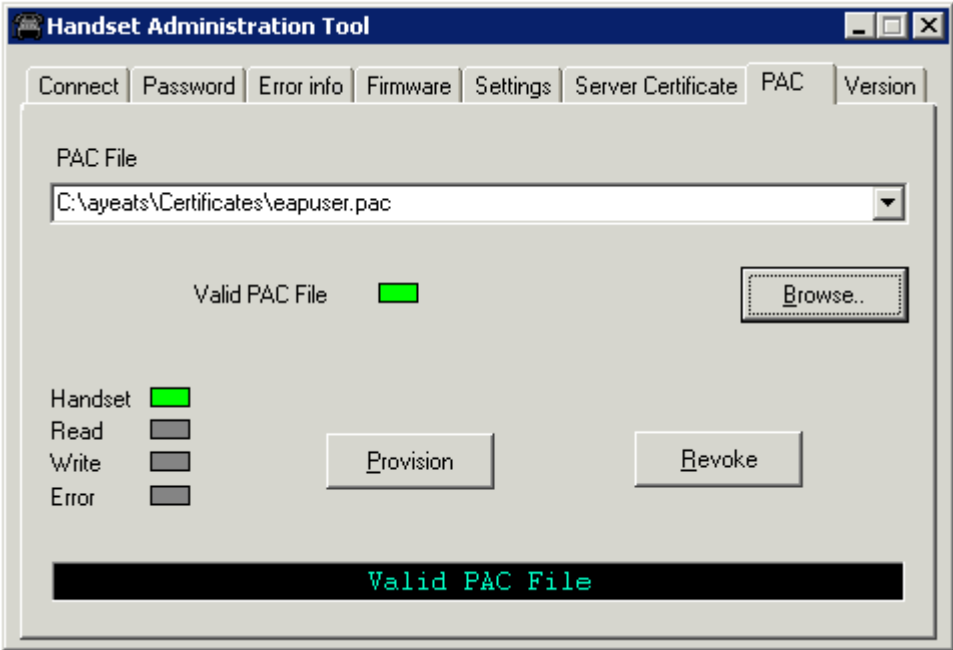 Handset Administration Tool
Connect Password Error info Firmware Settings Server Certificate PAC Version
PAC File
C:\ayeats\Certificates\eapuser.pac
Valid PAC File
Browse..
Handset
Read
Write
Error
Provision
Revoke
Valid PAC File